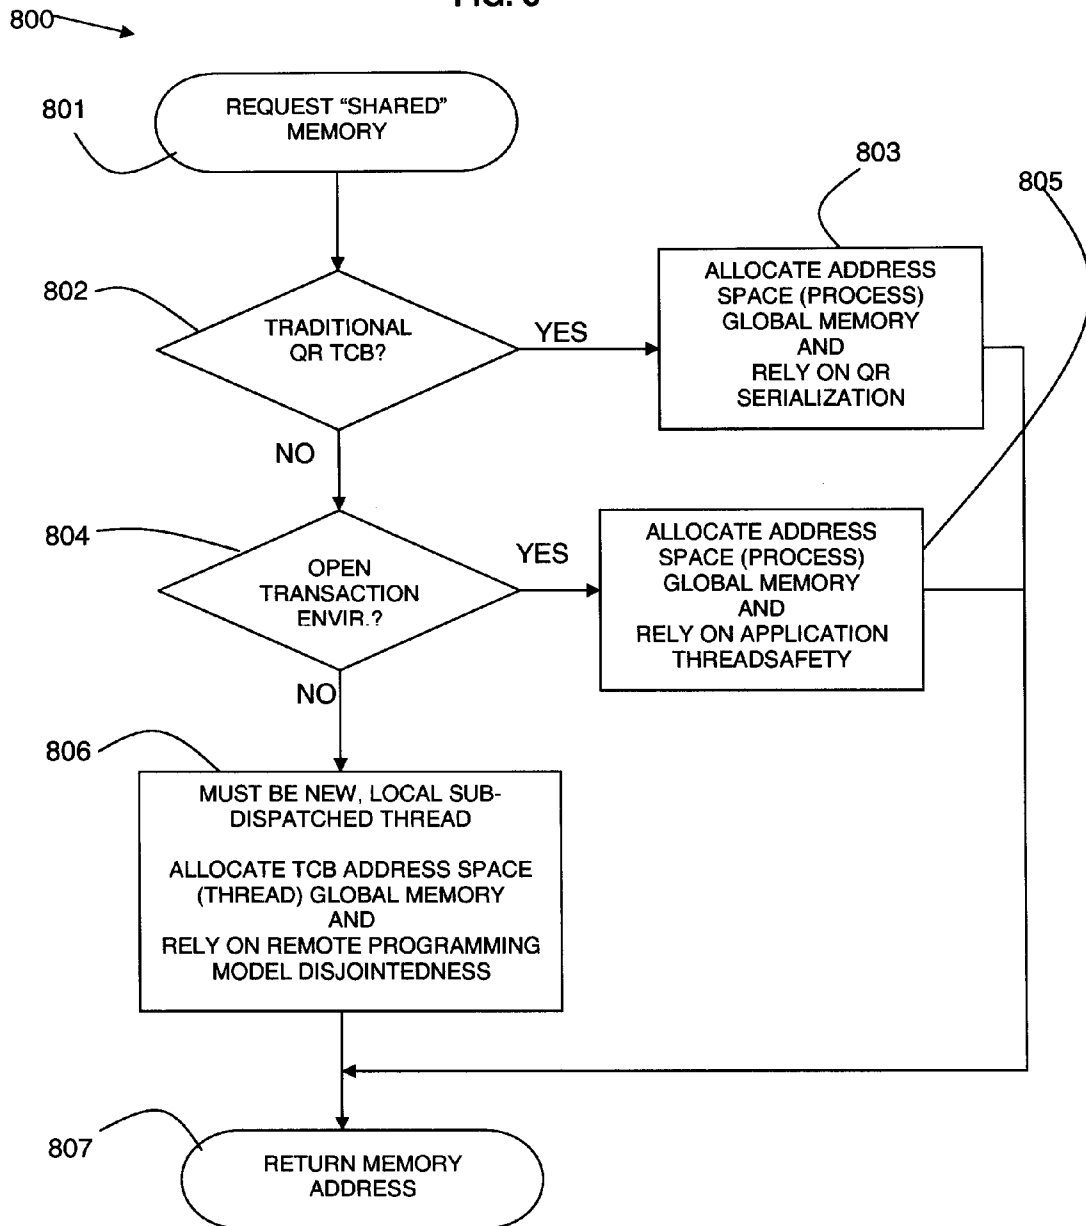 800
801
REQUEST “SHARED”
MEMORY
803
805
802
TRADITIONAL
QR TCB?
YES
ALLOCATE ADDRESS
SPACE (PROCESS)
GLOBAL MEMORY
AND
RELY ON QR
SERIALIZATION
NO
804
OPEN
TRANSACTION
ENVIR.?
YES
ALLOCATE ADDRESS
SPACE (PROCESS)
GLOBAL MEMORY
AND
RELY ON APPLICATION
THREADSAFETY
NO
806
MUST BE NEW, LOCAL SUB-
DISPATCHED THREAD
ALLOCATE TCB ADDRESS SPACE
(THREAD) GLOBAL MEMORY
AND
RELY ON REMOTE PROGRAMMING
MODEL DISJOINTEDNESS
807
RETURN MEMORY
ADDRESS